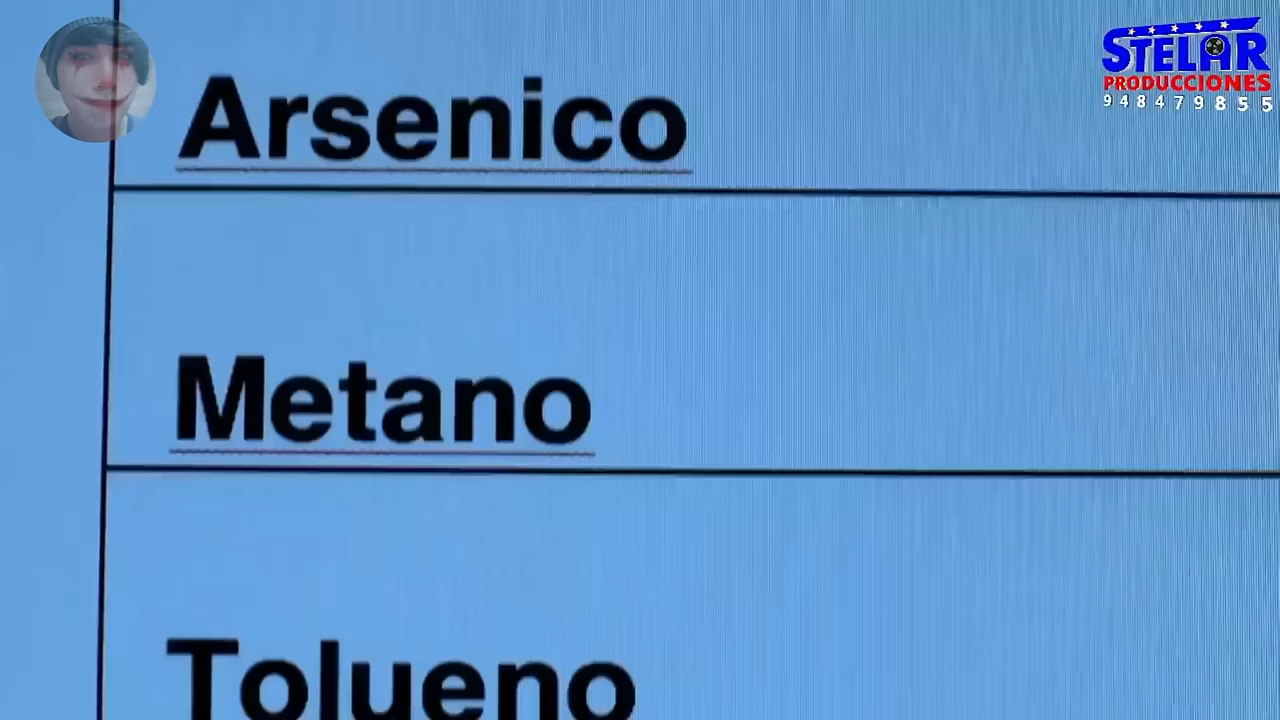 STELAR
PRODUCCIONES
948479855
Arsenico
Metano
Tolueno